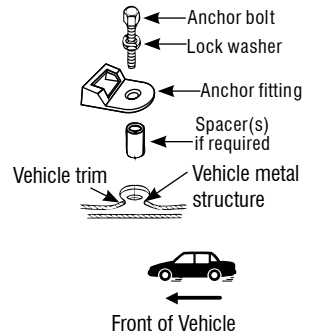 Anchor bolt
Lock washer
Anchor fitting
Spacer(s)
if required
Vehicle trim
Vehicle metal
structure
Front of Vehicle